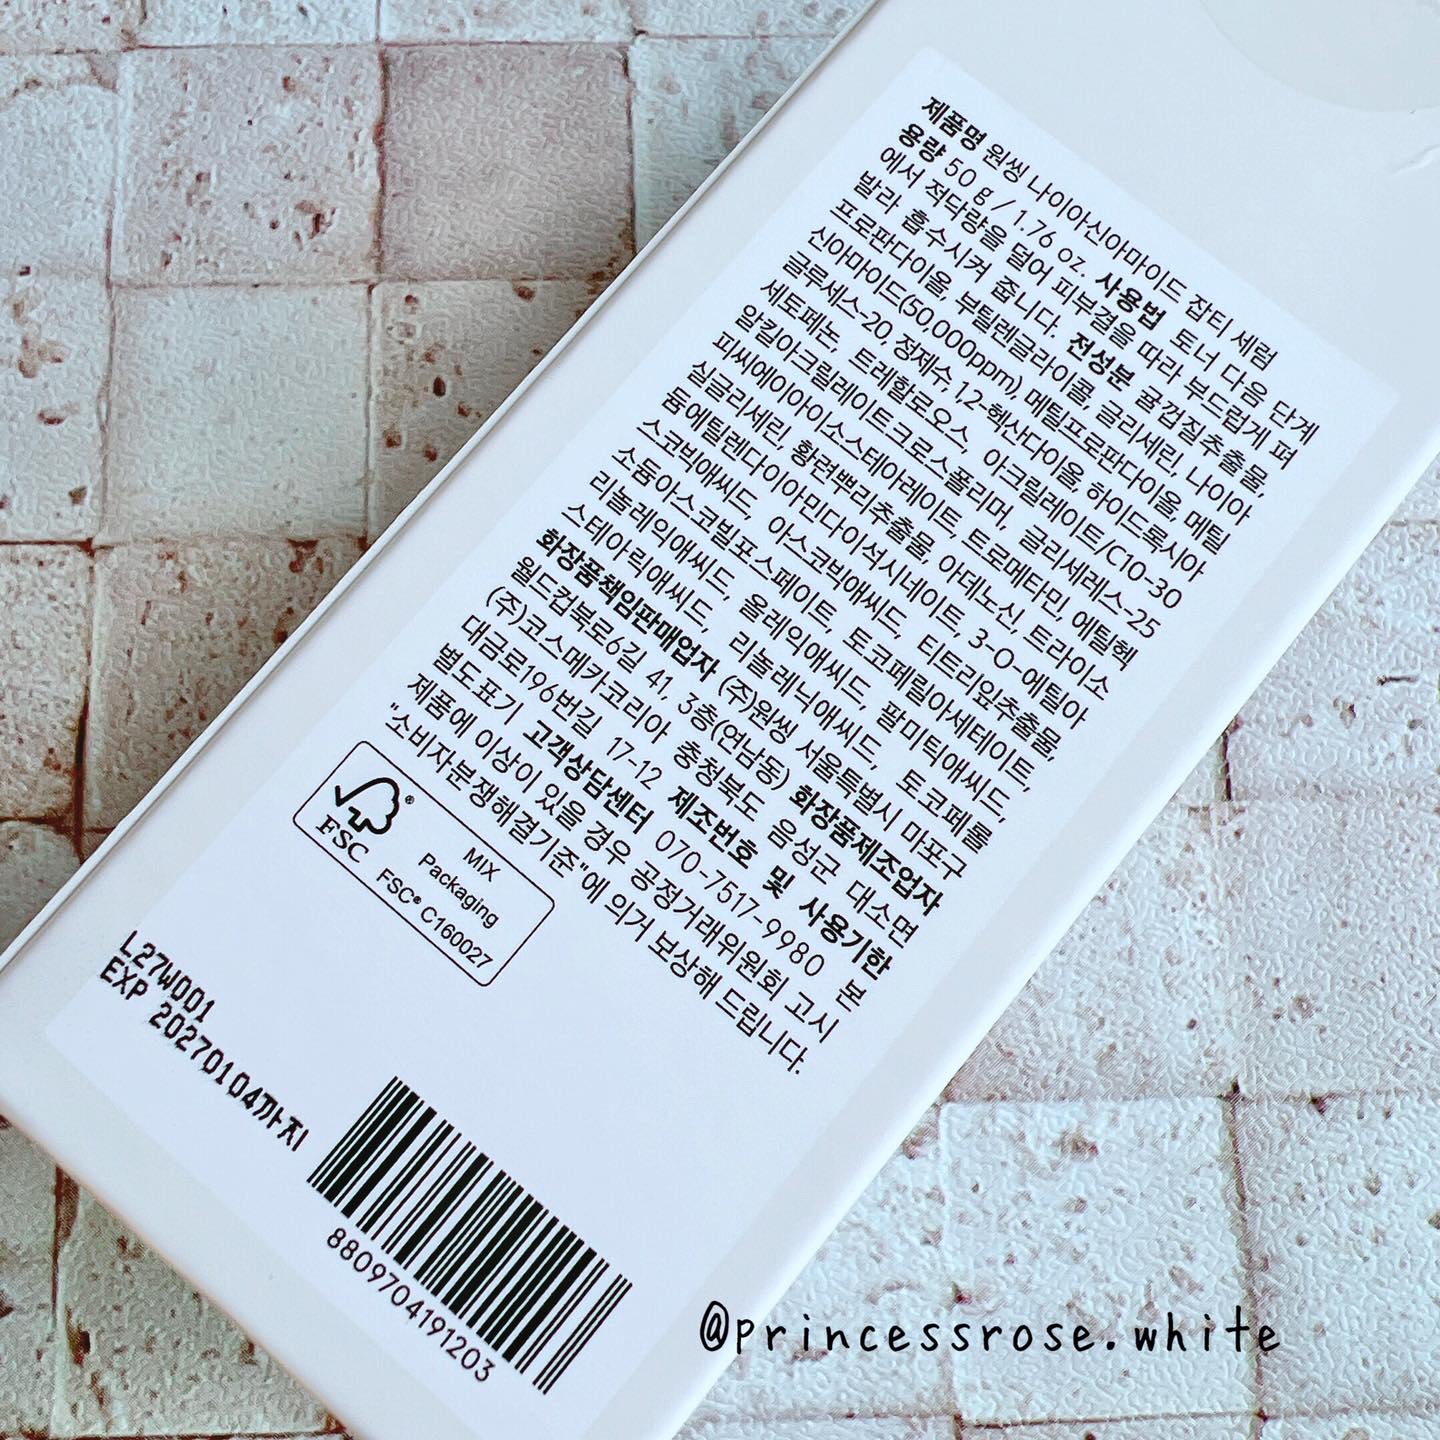 제품명 원씽 나이아신아마이드 잡티 세럼
용량 50 g / 1.76 oz. 사용법 토너 다음 단계
에서 적당량을 덜어 피부결을 따라 부드럽게 펴
발라 흡수시켜 줍니다. 전성분 귤껍질추출물,
프로판다이올, 부틸렌글라이콜, 글리세린, 나이아
신아마이드(50,000ppm), 메틸프로판다이올, 메틸
글루세스-20, 정제수, 1,2-헥산다이올, 하이드록시아
세토페논, 트레할로오스, 아크릴레이트/C10-30
알킬아크릴레이트크로스폴리머, 글리세레스-25
피씨에이아이소스테아레이트, 트로메타민, 에틸헥
실글리세린, 황련뿌리추출물, 아데노신, 트라이소
듐에틸렌다이아민다이석시네이트, 3-O-에틸아
스코빅애씨드, 아스코빅애씨드, 티트리잎추출물,
소듐아스코빌포스페이트, 토코페릴아세테이트,
리놀레익애씨드, 올레익애씨드, 팔미틱애씨드,
스테아릭애씨드, 리놀레닉애씨드, 토코페롤
화장품책임판매업자 (주)원씽 서울특별시 마포구
월드컵북로6길 41, 3층(연남동) 화장품제조업자
(주)코스메카코리아 충청북도 음성군 대소면
대금로196번길 17-12 제조번호 및 사용기한
별도표기 고객상담센터 070-7517-9980 본
제품에 이상이 있을 경우 공정거래위원회 고시
"소비자분쟁해결기준"에 의거 보상해 드립니다.
FSC®
MIX
Packaging
FSC® C160027
L27W001
EXP 20270104까지
8809704191203
@princessrose.white